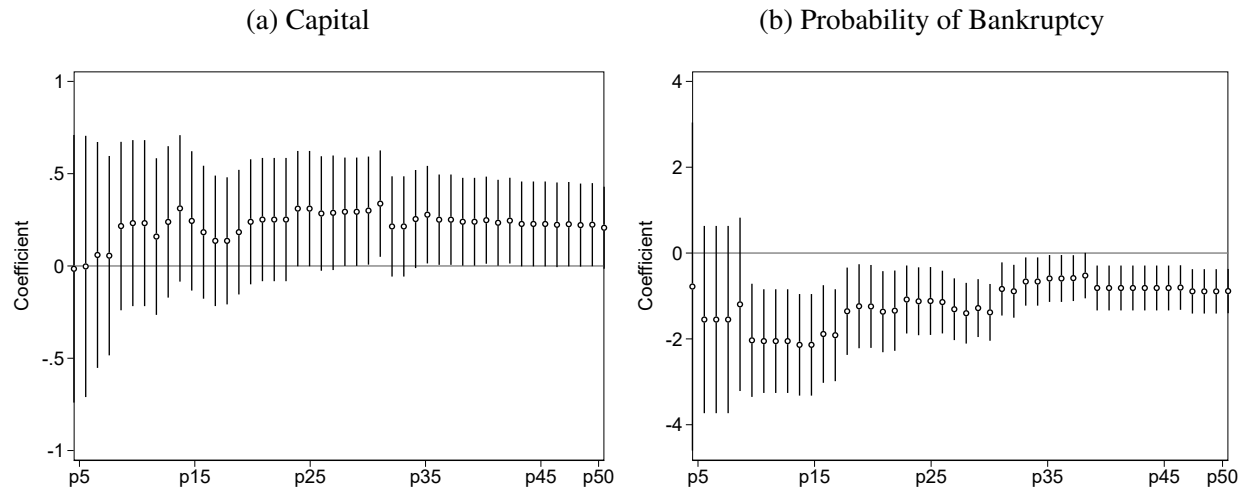 (a) Capital
1
.5
0
-.5
-1
Coefficient
p5 p15 p25 p35 p45 p50
(b) Probability of Bankruptcy
4
2
0
-2
-4
Coefficient
p5 p15 p25 p35 p45 p50